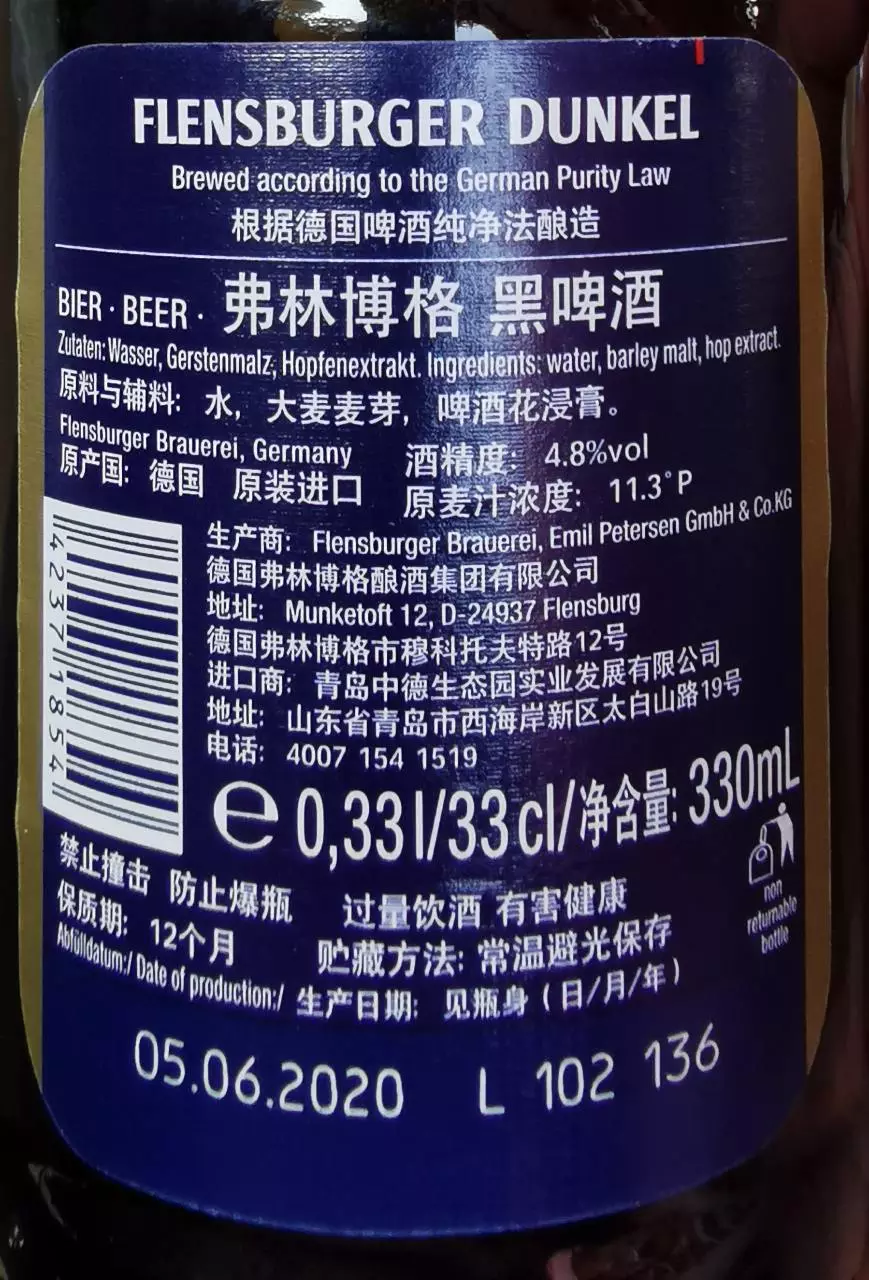 FLENSBURGER DUNKEL
Brewed according to the German Purity Law
根据德国啤酒纯净法酿造
BIER · BEER · 弗林博格 黑啤酒
Zutaten: Wasser, Gerstenmalz, Hopfenextrakt. Ingredients: water, barley malt, hop extract.
原料与辅料: 水, 大麦麦芽, 啤酒花浸膏。
Flensburger Brauerei, Germany 酒精度: 4.8%vol
原产国: 德国 原装进口 原麦汁浓度: 11.3°P
生产商: Flensburger Brauerei, Emil Petersen GmbH & Co.KG
德国弗林博格酿酒集团有限公司
地址: Munketoft 12, D-24937 Flensburg
德国弗林博格市穆科托夫特路12号
进口商: 青岛中德生态园实业发展有限公司
地址: 山东省青岛市西海岸新区太白山路19号
电话: 4007 154 1519
4237 1854
e 0,33 l/33 cl/净含量: 330mL
禁止撞击 防止爆瓶 过量饮酒 有害健康
保质期: 12个月 贮藏方法: 常温避光保存
Abfülldatum:/ Date of production:/ 生产日期: 见瓶身 (日/月/年)
non
returnable
bottle
05.06.2020 L 102 136